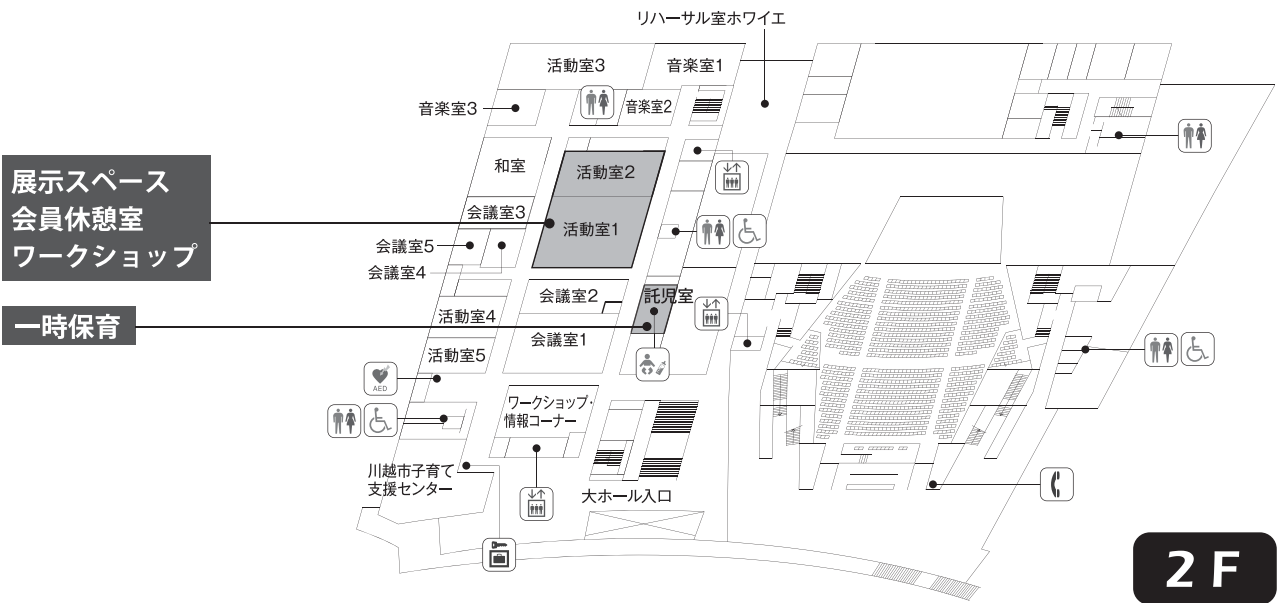 リハーサル室ホワイエ
活動室3
音楽室1
音楽室3
音楽室2
和室
活動室2
展示スペース
会員休憩室
ワークショップ
会議室3
活動室1
会議室5
会議室4
会議室2
託児室
一時保育
活動室4
会議室1
活動室5
AED
ワークショップ・
情報コーナー
川越市子育て
支援センター
大ホール入口
2F